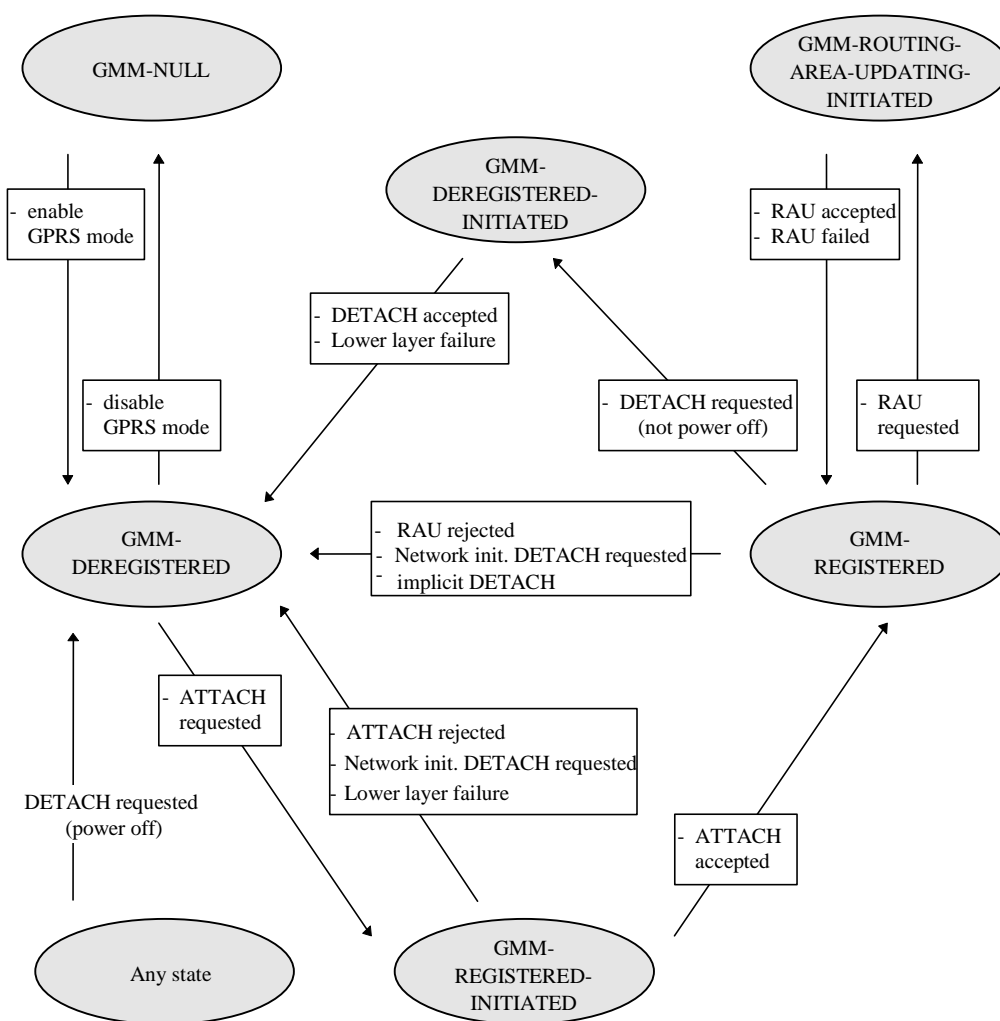 GMM-NULL
GMM-ROUTING-
AREA-UPDATING-
INITIATED
GMM-
DEREGISTERED-
INITIATED
- enable
GPRS mode
- RAU accepted
- RAU failed
- DETACH accepted
- Lower layer failure
- disable
GPRS mode
- DETACH requested
(not power off)
- RAU
requested
GMM-
DEREGISTERED
- RAU rejected
- Network init. DETACH requested
- implicit DETACH
GMM-
REGISTERED
- ATTACH
requested
- ATTACH rejected
- Network init. DETACH requested
- Lower layer failure
DETACH requested
(power off)
- ATTACH
accepted
Any state
GMM-
REGISTERED-
INITIATED